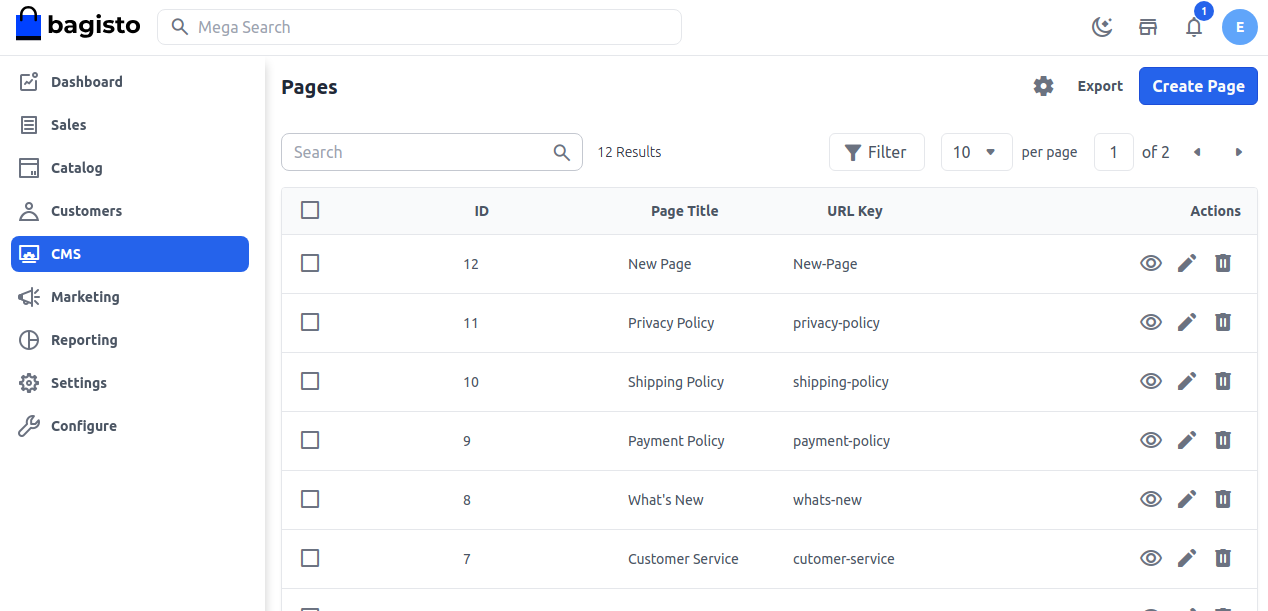 bagisto
Mega Search
1
E
Dashboard
Sales
Catalog
Customers
CMS
Marketing
Reporting
Settings
Configure
Pages
Export
Create Page
Search
12 Results
Filter
10
per page
1
of 2
ID Page Title URL Key Actions
12 New Page New-Page
11 Privacy Policy privacy-policy
10 Shipping Policy shipping-policy
9 Payment Policy payment-policy
8 What's New whats-new
7 Customer Service cutomer-service